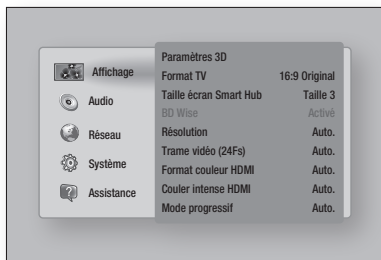 Affichage
Audio
Réseau
Système
Assistance
Paramètres 3D
Format TV 16:9 Original
Taille écran Smart Hub Taille 3
BD Wise Activé
Résolution Auto.
Trame vidéo (24Fs) Auto.
Format couleur HDMI Auto.
Couler intense HDMI Auto.
Mode progressif Auto.